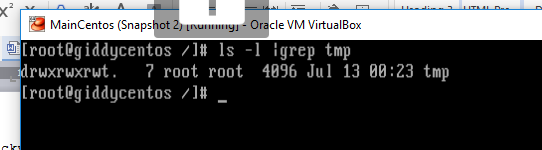 MainCentos (Snapshot 2) [Running] - Oracle VM VirtualBox
[root@giddycentos /]# ls -l |grep tmp
drwxrwxrwt.   7 root root  4096 Jul 13 00:23 tmp
[root@giddycentos /]# _